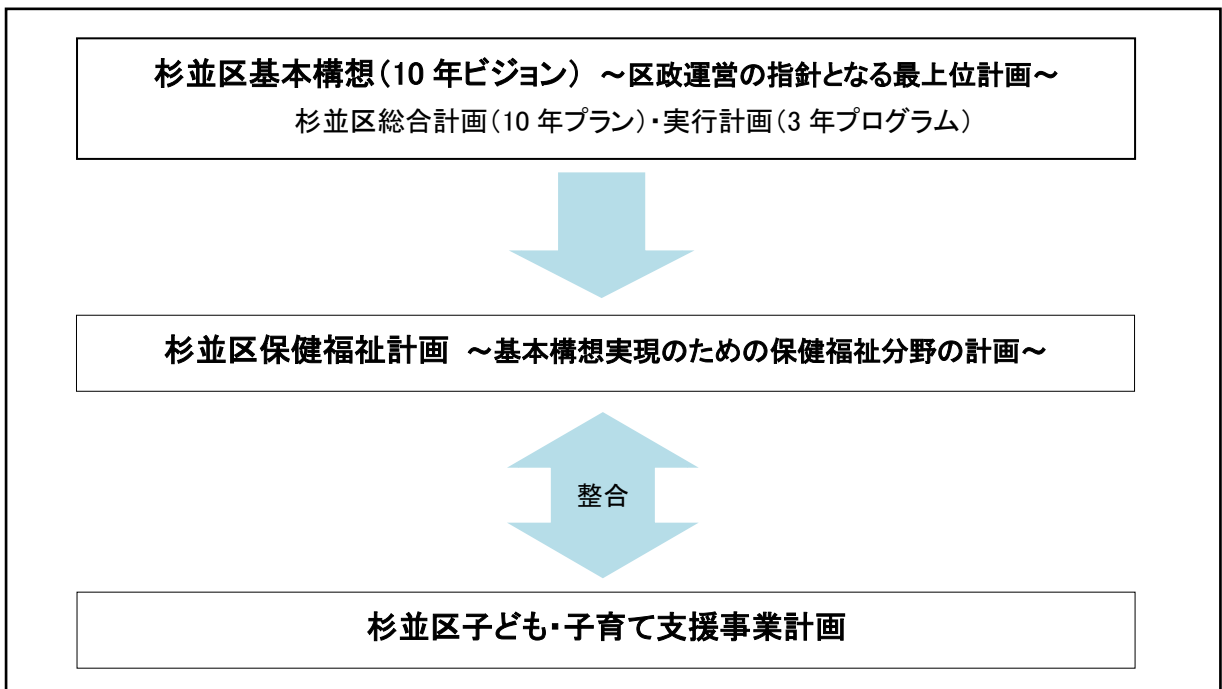 杉並区基本構想(10 年ビジョン) ~区政運営の指針となる最上位計画~
杉並区総合計画(10 年プラン)・実行計画(3 年プログラム)
杉並区保健福祉計画 ~基本構想実現のための保健福祉分野の計画~
整合
杉並区子ども・子育て支援事業計画